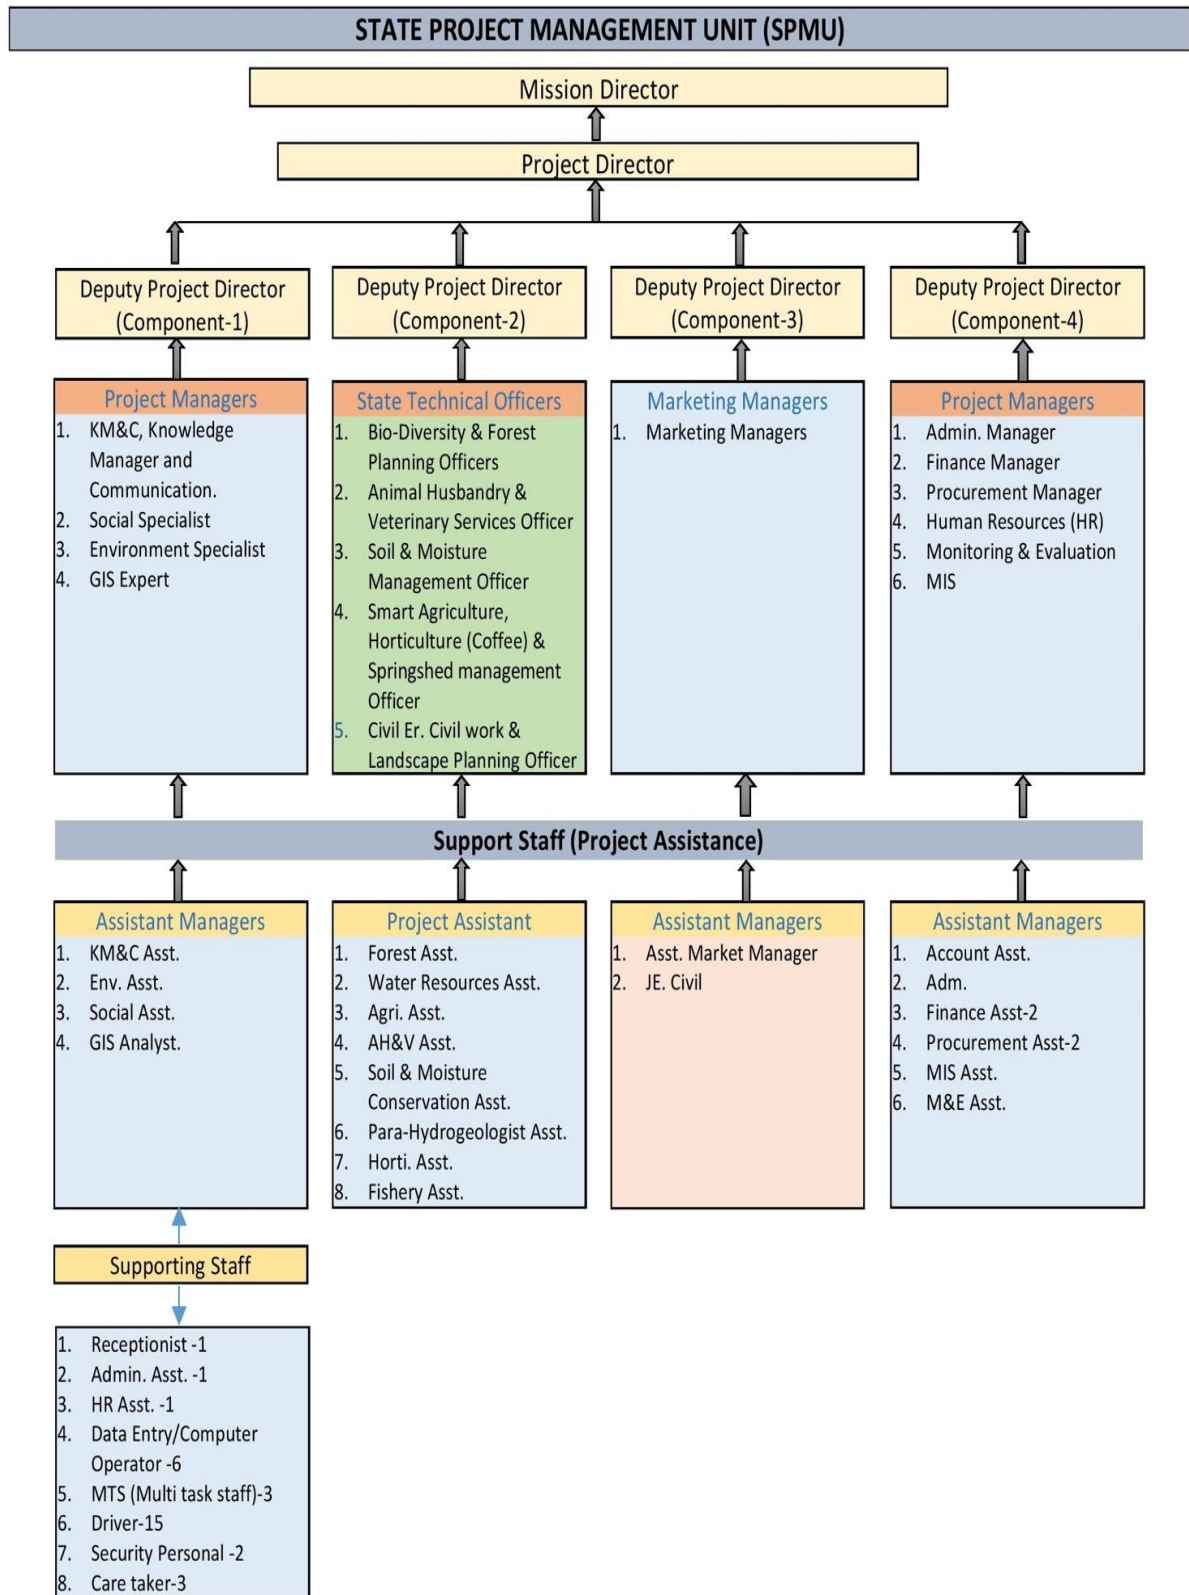 STATE PROJECT MANAGEMENT UNIT (SPMU)
Mission Director
Project Director
Deputy Project Director
(Component-1)
Deputy Project Director
(Component-2)
Deputy Project Director
(Component-3)
Deputy Project Director
(Component-4)
Project Managers
1. KM&C, Knowledge
Manager and
Communication.
2. Social Specialist
3. Environment Specialist
4. GIS Expert
State Technical Officers
1. Bio-Diversity & Forest
Planning Officers
2. Animal Husbandry &
Veterinary Services Officer
3. Soil & Moisture
Management Officer
4. Smart Agriculture,
Horticulture (Coffee) &
Springshed management
Officer
5. Civil Er. Civil work &
Landscape Planning Officer
Marketing Managers
1. Marketing Managers
Project Managers
1. Admin. Manager
2. Finance Manager
3. Procurement Manager
4. Human Resources (HR)
5. Monitoring & Evaluation
6. MIS
Support Staff (Project Assistance)
Assistant Managers
1. KM&C Asst.
2. Env. Asst.
3. Social Asst.
4. GIS Analyst.
Project Assistant
1. Forest Asst.
2. Water Resources Asst.
3. Agri. Asst.
4. AH&V Asst.
5. Soil & Moisture
Conservation Asst.
6. Para-Hydrogeologist Asst.
7. Horti. Asst.
8. Fishery Asst.
Assistant Managers
1. Asst. Market Manager
2. JE. Civil
Assistant Managers
1. Account Asst.
2. Adm.
3. Finance Asst-2
4. Procurement Asst-2
5. MIS Asst.
6. M&E Asst.
Supporting Staff
1. Receptionist -1
2. Admin. Asst. -1
3. HR Asst. -1
4. Data Entry/Computer
Operator -6
5. MTS (Multi task staff)-3
6. Driver-15
7. Security Personal -2
8. Care taker-3